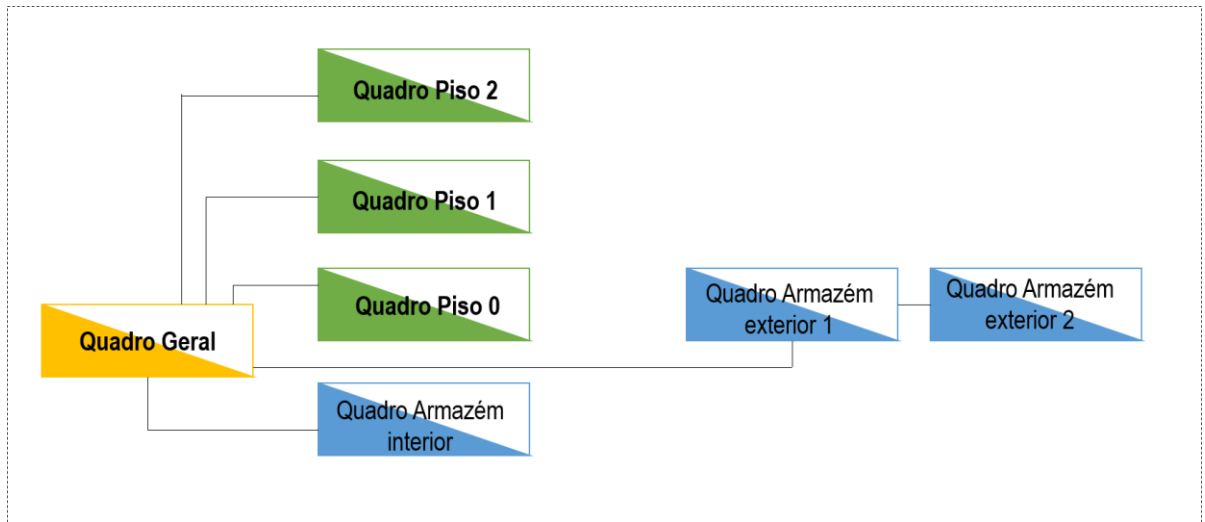 Quadro Piso 2
Quadro Piso 1
Quadro Piso 0
Quadro Geral
Quadro Armazém
exterior 1
Quadro Armazém
exterior 2
Quadro Armazém
interior